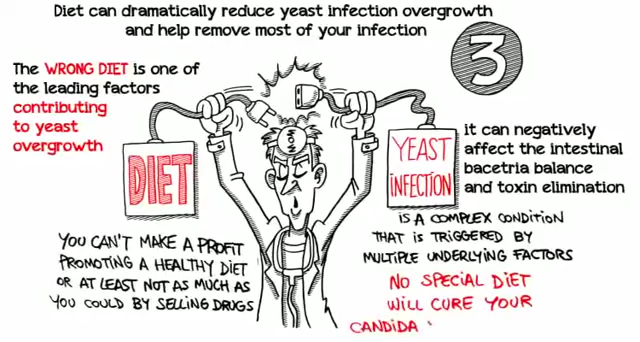 Diet can dramatically reduce yeast infection overgrowth
and help remove most of your infection
3
The WRONG DIET is one of
the leading factors
contributing
to yeast
overgrowth
DIET
WOW
YEAST
INFECTION
it can negatively
affect the intestinal
bacetria balance
and toxin elimination
YOU CAN'T MAKE A PROFIT
PROMOTING A HEALTHY DIET
OR AT LEAST NOT AS MUCH AS
YOU COULD BY SELLING DRUGS
IS A COMPLEX CONDITION
THAT IS TRIGGERED BY
MULTIPLE UNDERLYING FACTORS
NO SPECIAL DIET
WILL CURE YOUR
CANDIDA